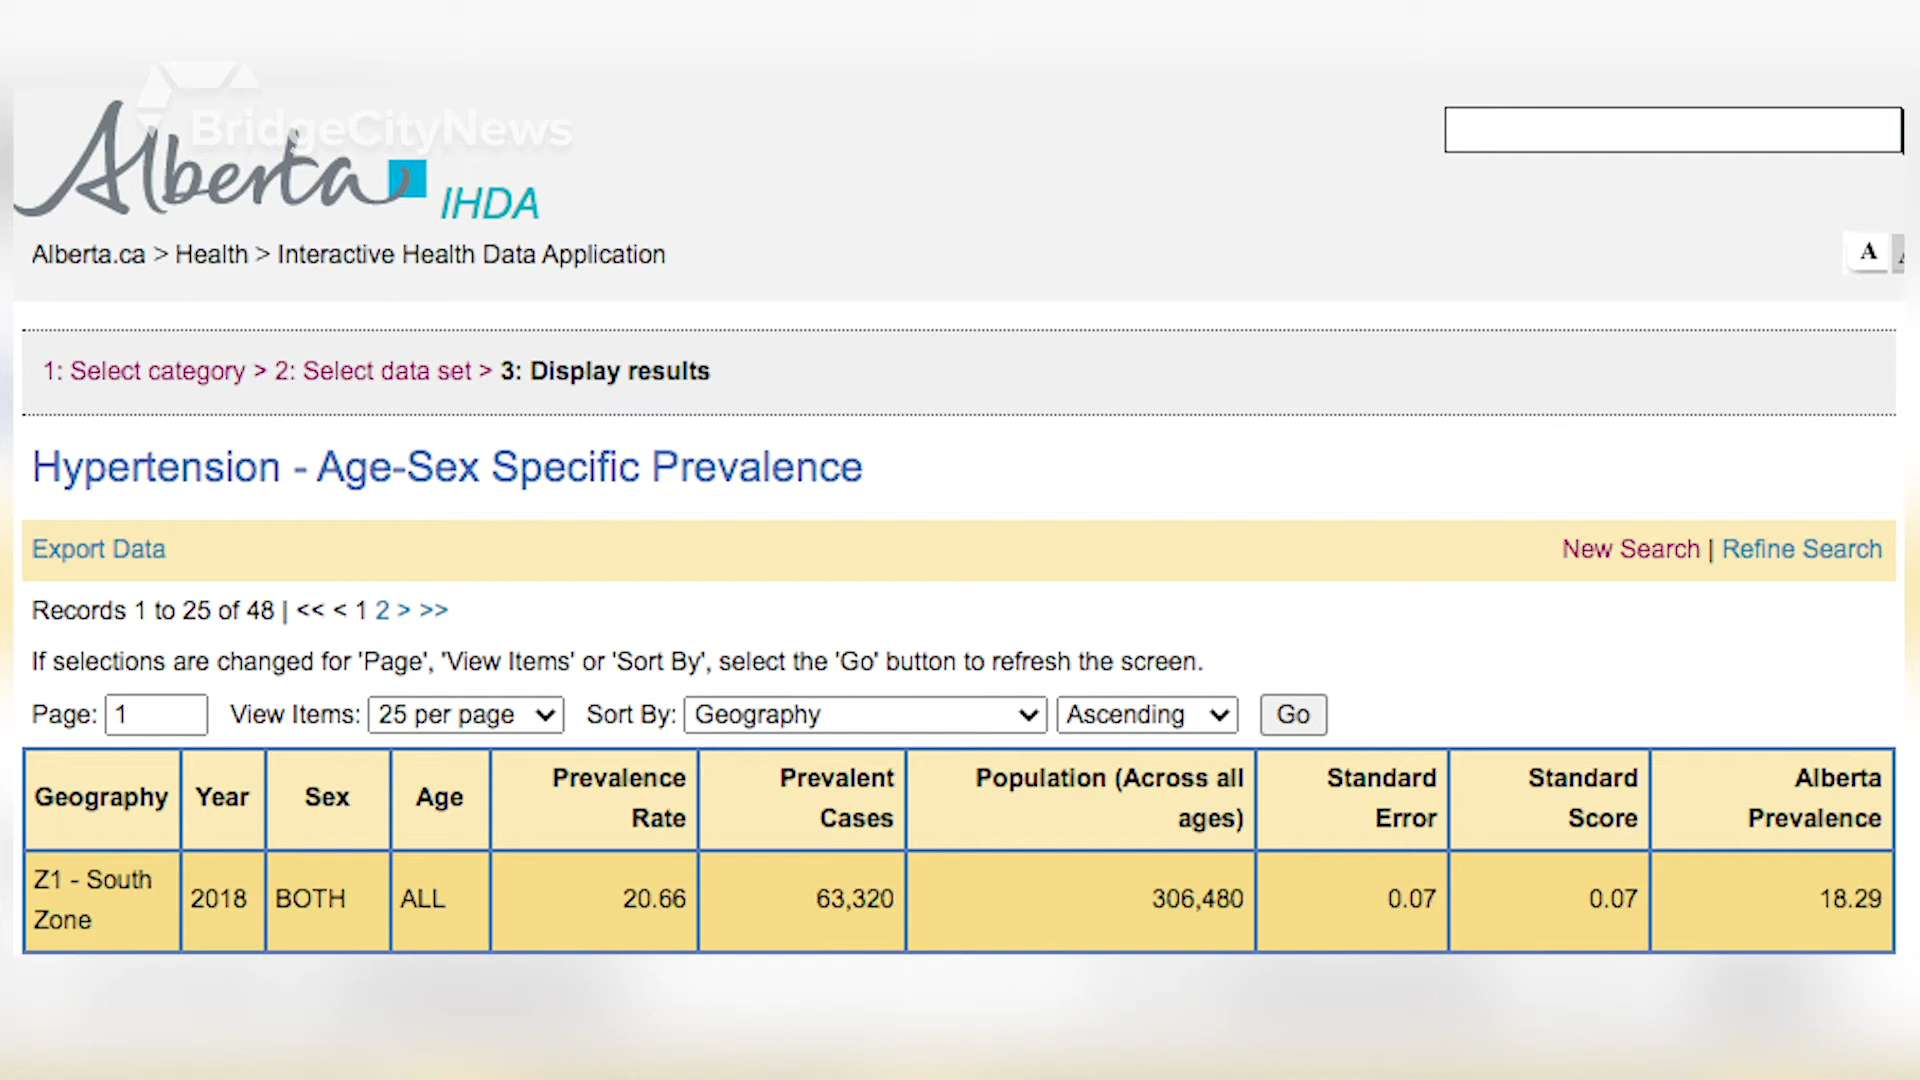 BridgeCityNews
Alberta
IHDA
Alberta.ca > Health > Interactive Health Data Application
A
1: Select category > 2: Select data set > 3: Display results
Hypertension - Age-Sex Specific Prevalence
Export Data New Search | Refine Search
Records 1 to 25 of 48 | << < 1 2 > >>
If selections are changed for 'Page', 'View Items' or 'Sort By', select the 'Go' button to refresh the screen.
Page: 1 View Items: 25 per page Sort By: Geography Ascending Go
Geography Year Sex Age Prevalence Rate Prevalent Cases Population (Across all ages) Standard Error Standard Score Alberta Prevalence
Z1 - South Zone 2018 BOTH ALL 20.66 63,320 306,480 0.07 0.07 18.29